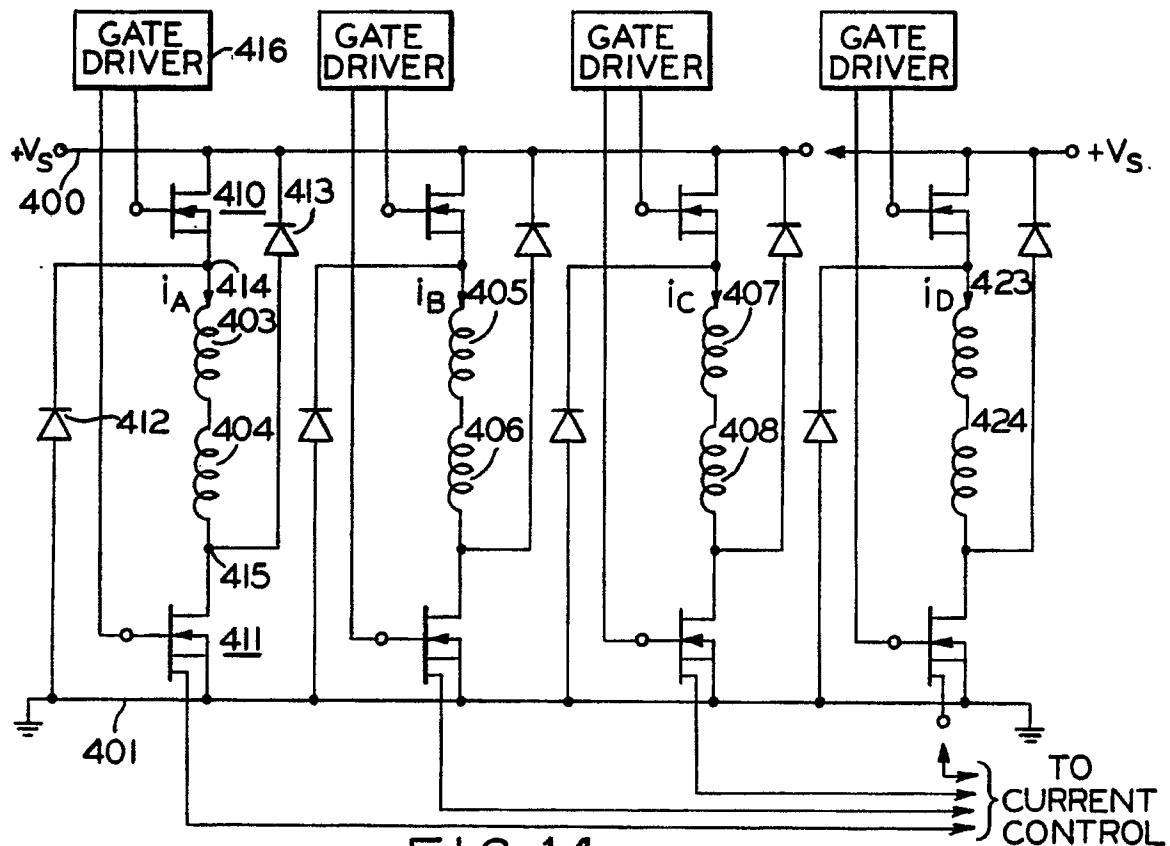 GATE DRIVER 416
GATE DRIVER
GATE DRIVER
GATE DRIVER
+VS
+VS.
400
410
413
414
iA
403
iB
405
iC
407
iD
423
412
404
406
408
424
415
411
401
TO
CURRENT
CONTROL